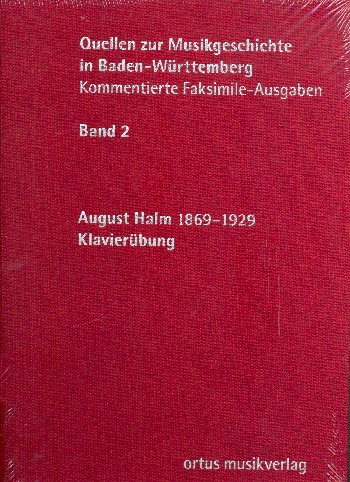 Quellen zur Musikgeschichte
in Baden-Württemberg
Kommentierte Faksimile-Ausgaben
Band 2
August Halm 1869–1929
Klavierübung
ortus musikverlag